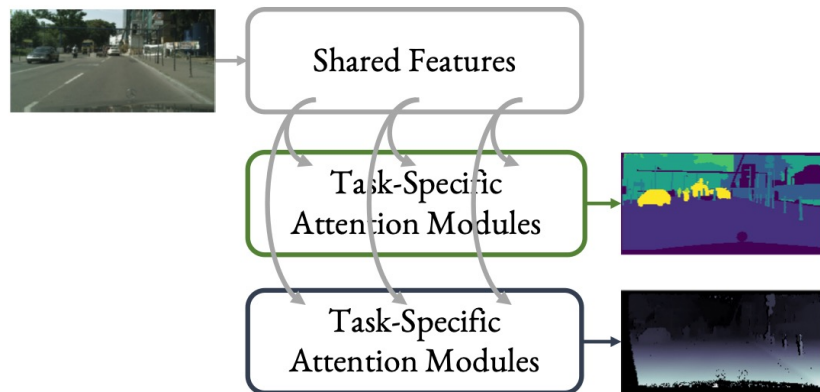 Shared Features
Task-Specific
Attention Modules
Task-Specific
Attention Modules